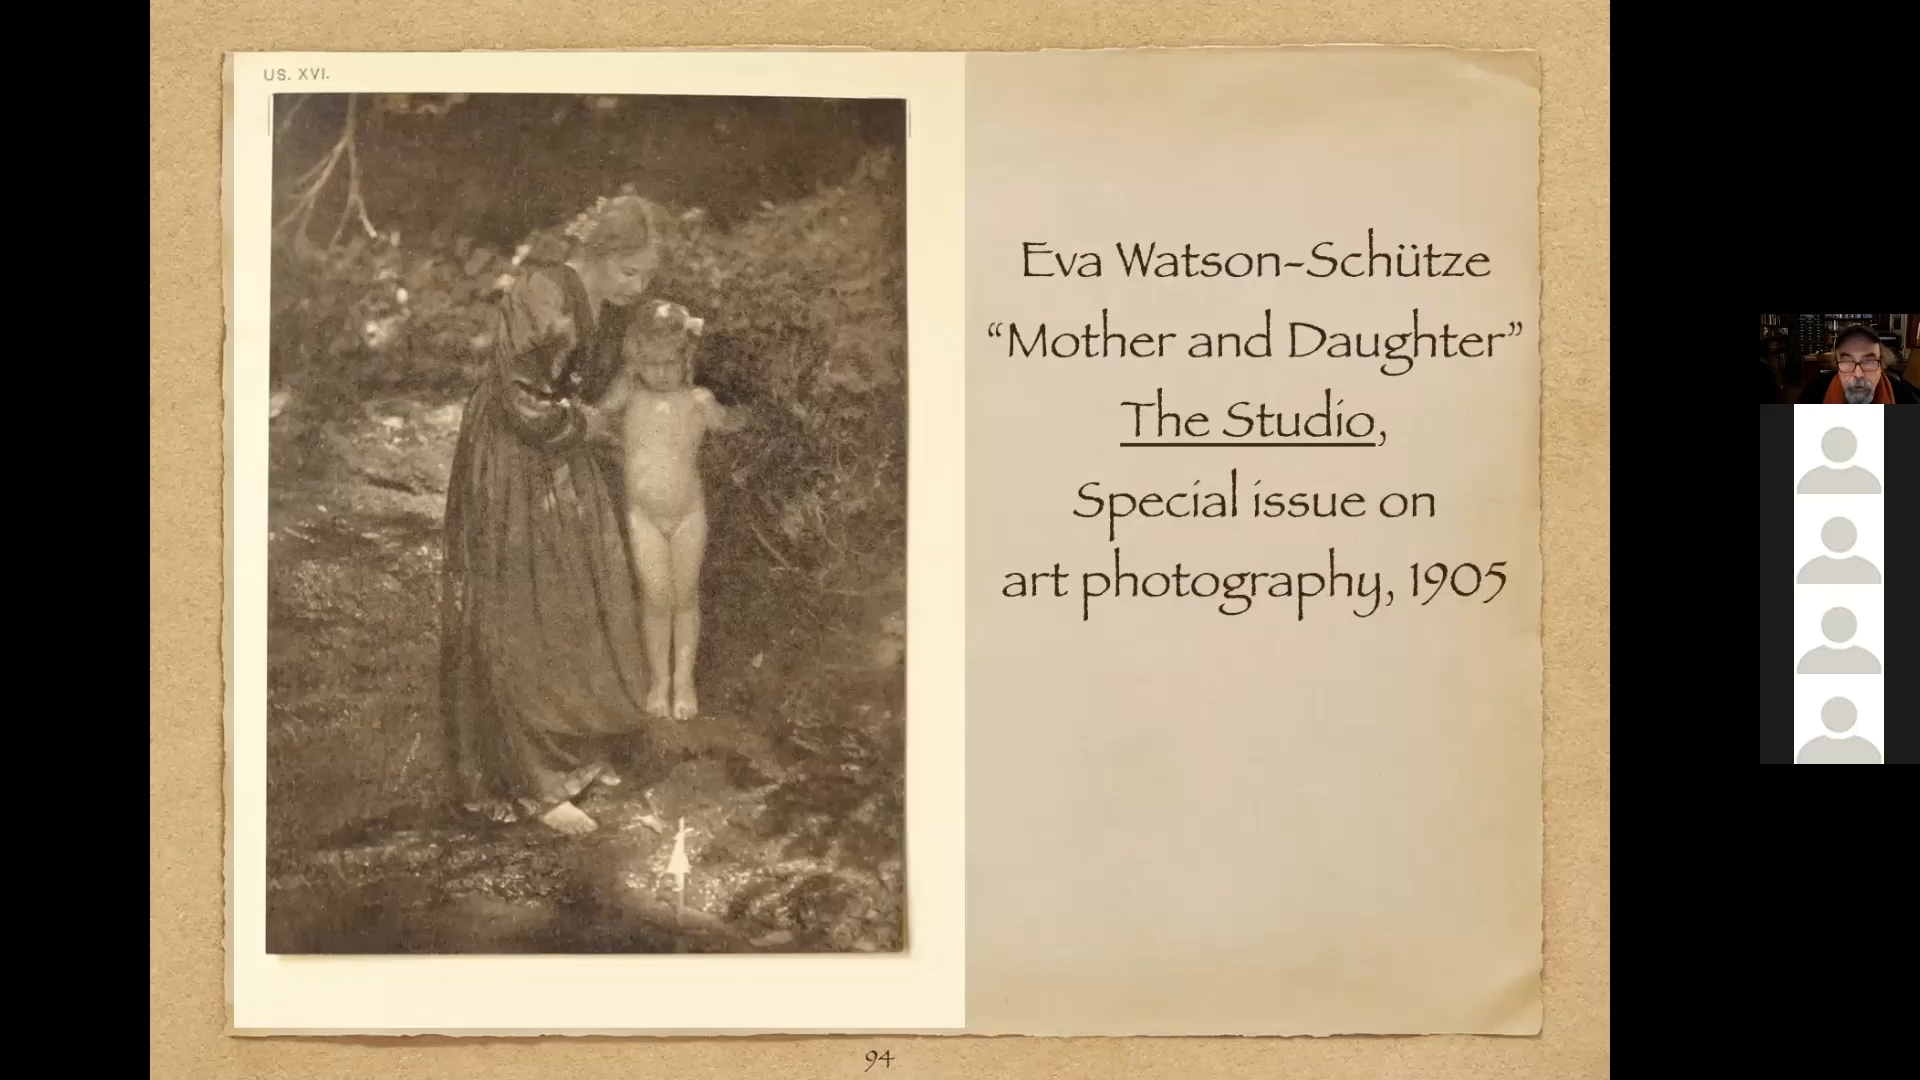 US. XVI.
Eva Watson-Schütze
“Mother and Daughter”
The Studio,
Special issue on
art photography, 1905
94